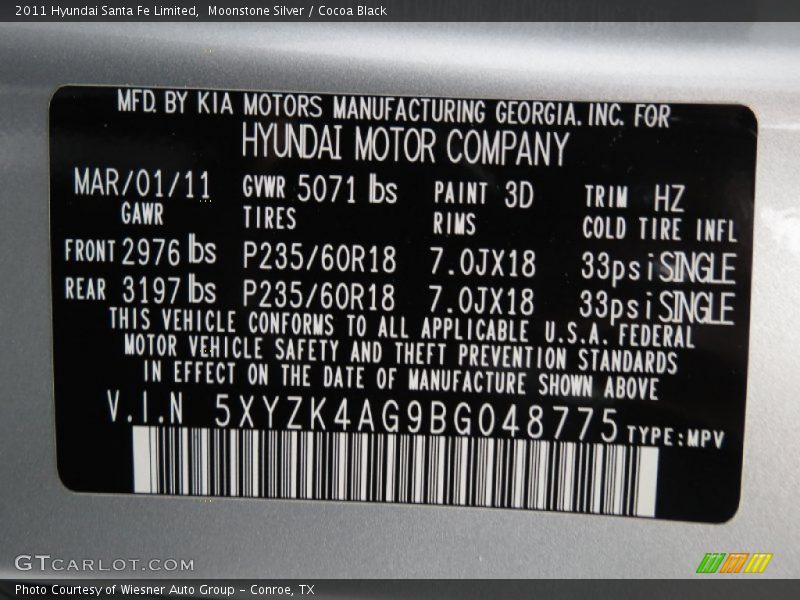 2011 Hyundai Santa Fe Limited,  Moonstone Silver / Cocoa Black
MFD. BY KIA MOTORS MANUFACTURING GEORGIA. INC. FOR
HYUNDAI MOTOR COMPANY
MAR/01/11 GVWR 5071 lbs PAINT 3D TRIM HZ
GAWR TIRES RIMS COLD TIRE INFL
FRONT 2976 lbs P235/60R18 7.0JX18 33psi SINGLE
REAR 3197 lbs P235/60R18 7.0JX18 33psi SINGLE
THIS VEHICLE CONFORMS TO ALL APPLICABLE U.S.A. FEDERAL
MOTOR VEHICLE SAFETY AND THEFT PREVENTION STANDARDS
IN EFFECT ON THE DATE OF MANUFACTURE SHOWN ABOVE
V.I.N 5XYZK4AG9BG048775 TYPE:MPV
GTCARLOT.COM
Photo Courtesy of Wiesner Auto Group – Conroe, TX